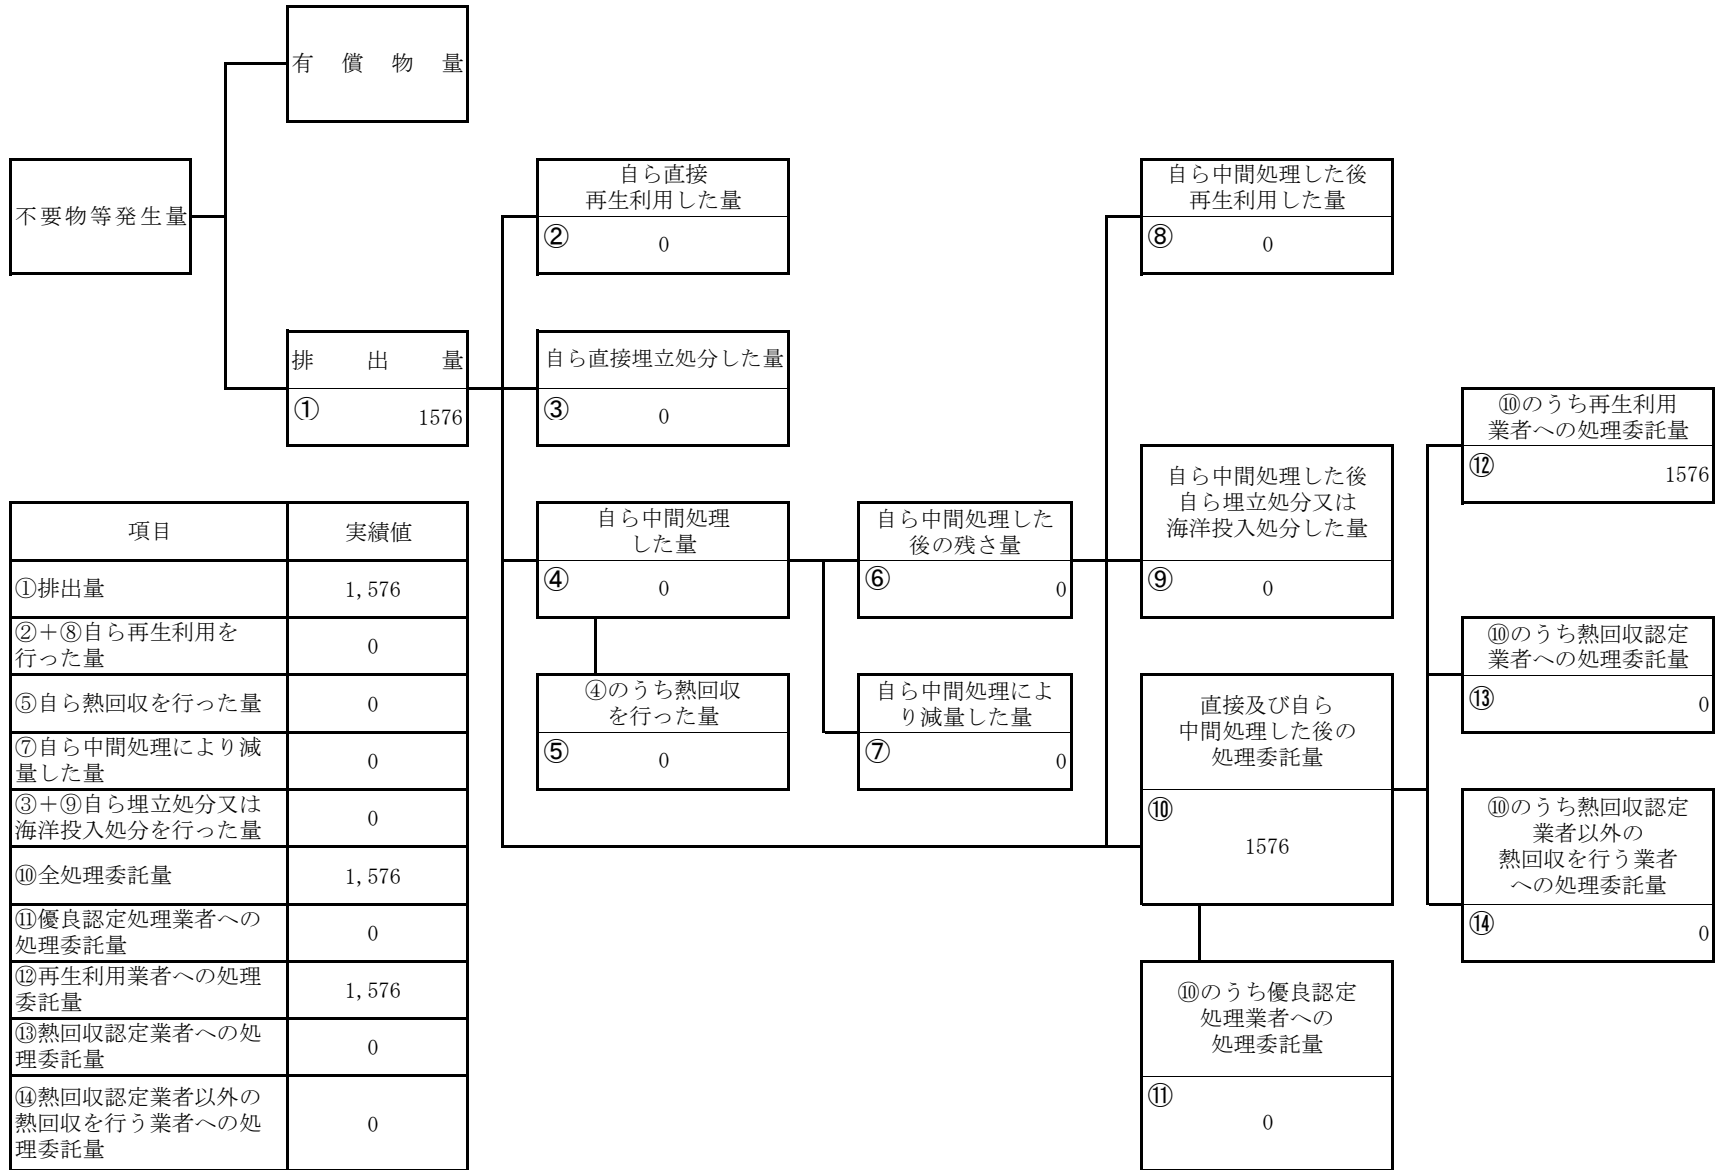 有償物量
不要物等発生量
排出量
①
1576
自ら直接
再生利用した量
②
0
自ら直接埋立処分した量
③
0
自ら中間処理
した量
④
0
④のうち熱回収
を行った量
⑤
0
自ら中間処理した
後の残さ量
⑥
0
自ら中間処理によ
り減量した量
⑦
0
自ら中間処理した後
再生利用した量
⑧
0
自ら中間処理した後
自ら埋立処分又は
海洋投入処分した量
⑨
0
直接及び自ら
中間処理した後の
処理委託量
⑩
1576
⑩のうち優良認定
処理業者への
処理委託量
⑪
0
⑩のうち再生利用
業者への処理委託量
⑫
1576
⑩のうち熱回収認定
業者への処理委託量
⑬
0
⑩のうち熱回収認定
業者以外の
熱回収を行う業者
への処理委託量
⑭
0
項目 実績値
①排出量 1,576
②＋⑧自ら再生利用を
行った量 0
⑤自ら熱回収を行った量 0
⑦自ら中間処理により減
量した量 0
③＋⑨自ら埋立処分又は
海洋投入処分を行った量 0
⑩全処理委託量 1,576
⑪優良認定処理業者への
処理委託量 0
⑫再生利用業者への処理
委託量 1,576
⑬熱回収認定業者への処
理委託量 0
⑭熱回収認定業者以外の
熱回収を行う業者への処
理委託量 0